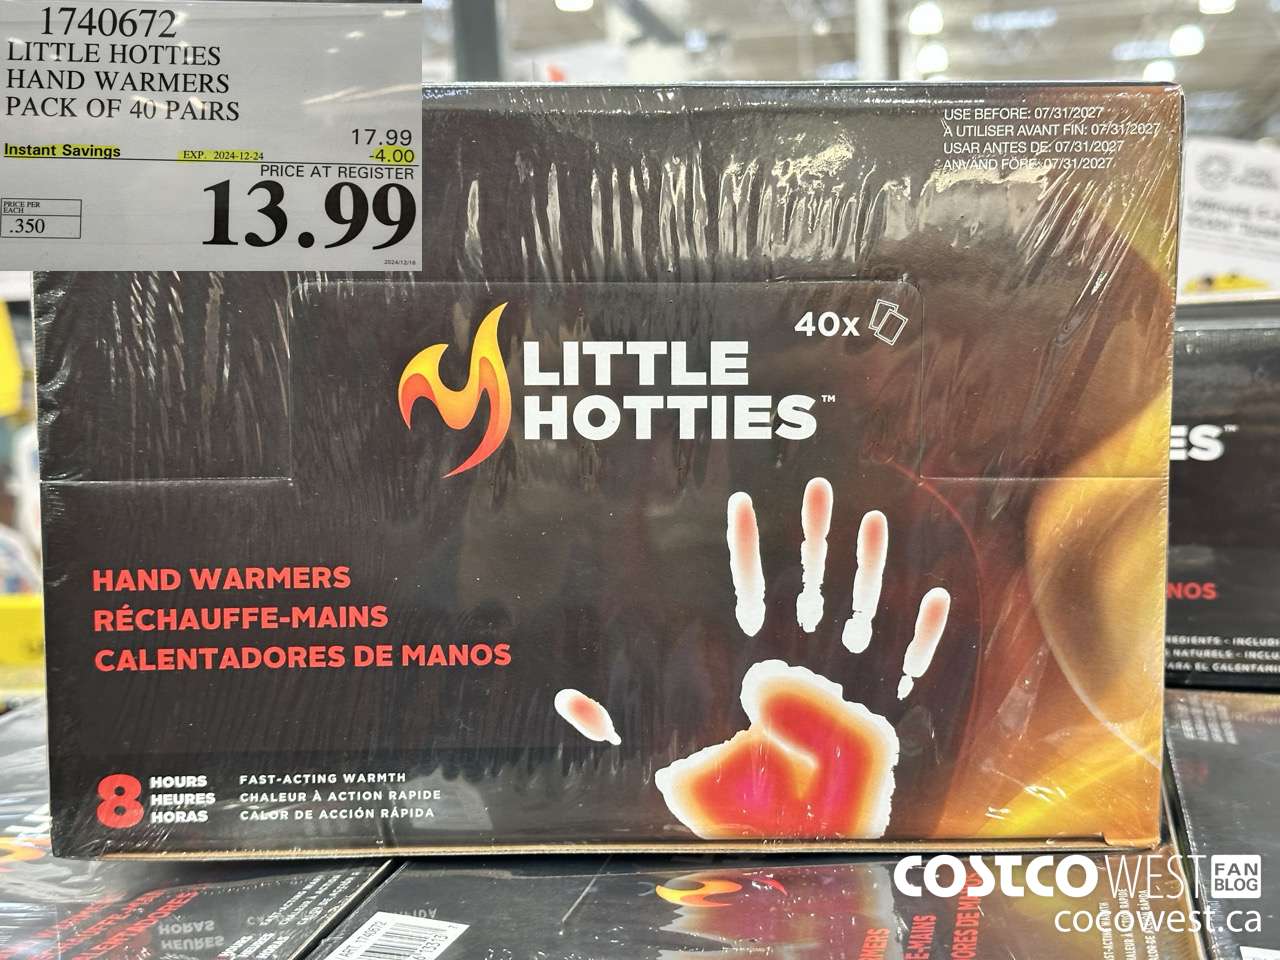 1740672
LITTLE HOTTIES
HAND WARMERS
PACK OF 40 PAIRS
17.99
Instant Savings EXP. 2024-12-24 -4.00
PRICE AT REGISTER
13.99
PRICE PER
EACH
.350
2024/12/16
USE BEFORE: 07/31/2027
À UTILISER AVANT FIN: 07/31/2027
USAR ANTES DE: 07/31/2027
ANVÄND FÖRE: 07/31/2027
40x
LITTLE
HOTTIES™
HAND WARMERS
RÉCHAUFFE-MAINS
CALENTADORES DE MANOS
8 HOURS
HEURES
HORAS
FAST-ACTING WARMTH
CHALEUR À ACTION RAPIDE
CALOR DE ACCIÓN RÁPIDA
ES™
NOS
COSTCO WEST FAN BLOG
cocowest.ca